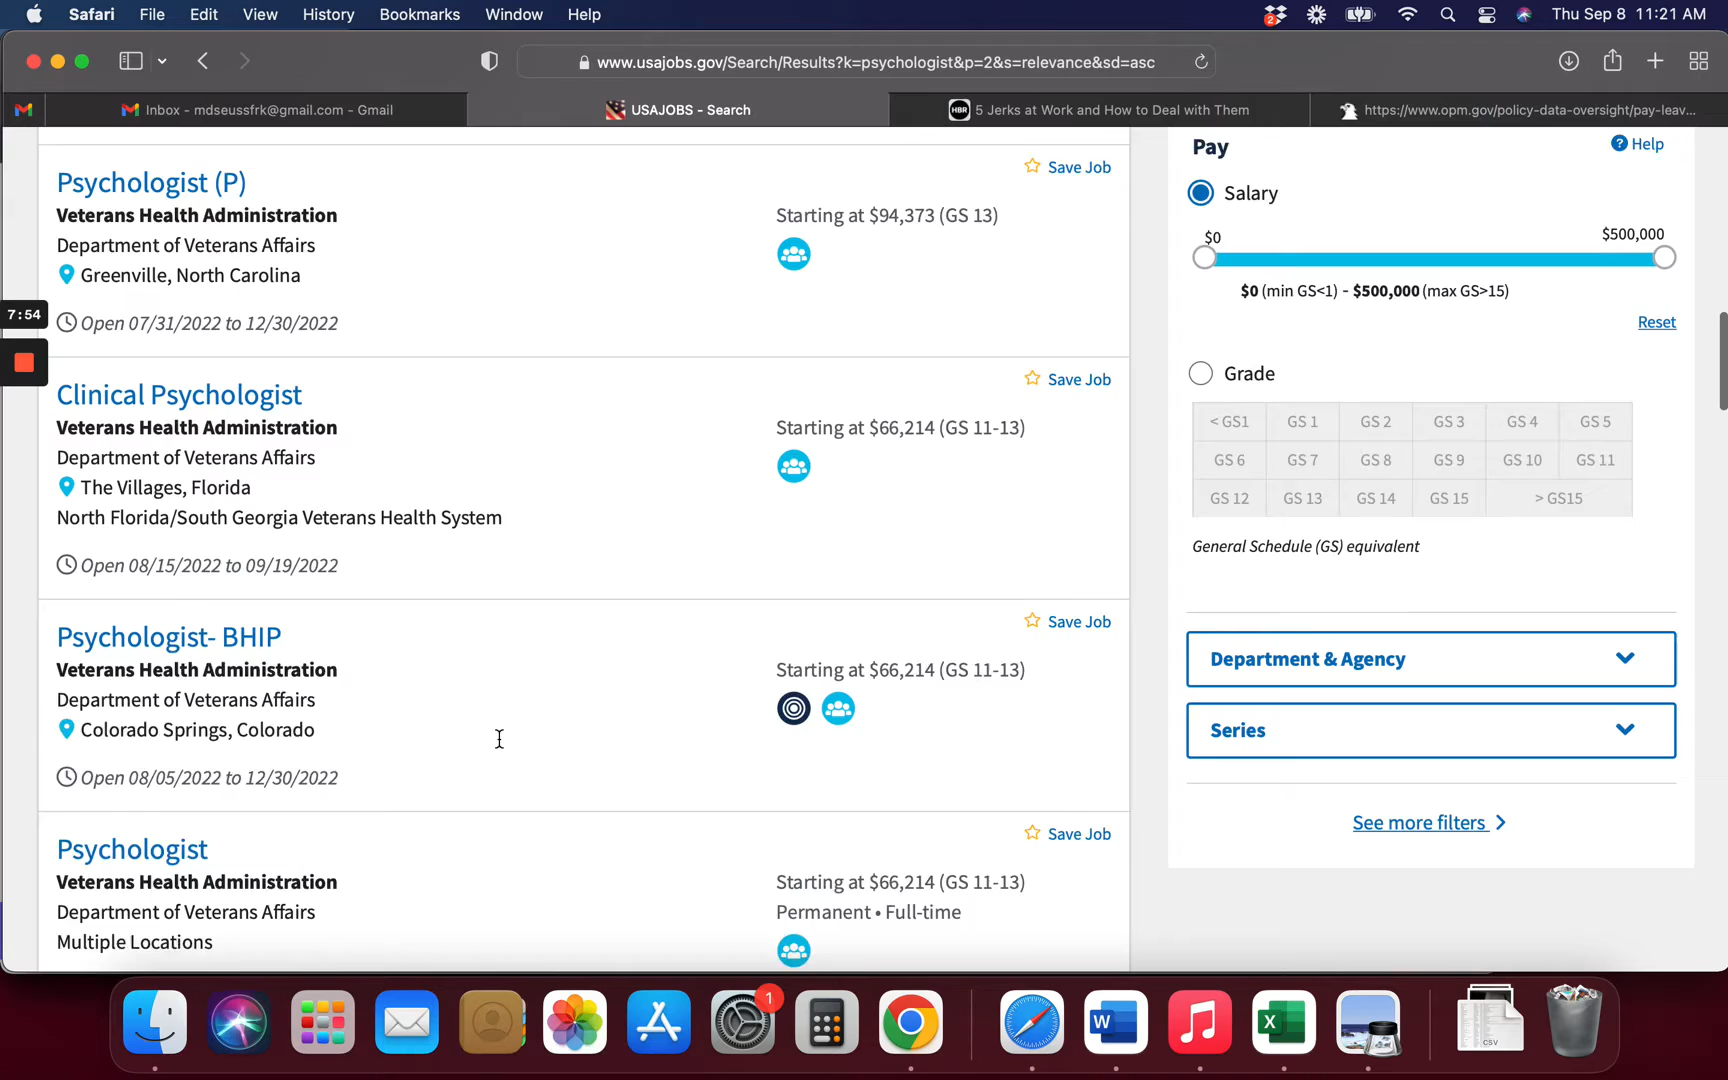 Safari File Edit View History Bookmarks Window Help
2
Thu Sep 8 11:21 AM
www.usajobs.gov/Search/Results?k=psychologist&p=2&s=relevance&sd=asc
Inbox - mdseussfrk@gmail.com - Gmail
USAJOBS - Search
HBR 5 Jerks at Work and How to Deal with Them
https://www.opm.gov/policy-data-oversight/pay-leav...
Psychologist (P)
Save Job
Veterans Health Administration
Starting at $94,373 (GS 13)
Department of Veterans Affairs
Greenville, North Carolina
Open 07/31/2022 to 12/30/2022
7:54
Clinical Psychologist
Save Job
Veterans Health Administration
Starting at $66,214 (GS 11-13)
Department of Veterans Affairs
The Villages, Florida
North Florida/South Georgia Veterans Health System
Open 08/15/2022 to 09/19/2022
Psychologist- BHIP
Save Job
Veterans Health Administration
Starting at $66,214 (GS 11-13)
Department of Veterans Affairs
Colorado Springs, Colorado
Open 08/05/2022 to 12/30/2022
Psychologist
Save Job
Veterans Health Administration
Starting at $66,214 (GS 11-13)
Department of Veterans Affairs
Permanent • Full-time
Multiple Locations
Pay
? Help
Salary
$0 $500,000
$0 (min GS<1) - $500,000 (max GS>15)
Reset
Grade
< GS1 GS 1 GS 2 GS 3 GS 4 GS 5
GS 6 GS 7 GS 8 GS 9 GS 10 GS 11
GS 12 GS 13 GS 14 GS 15 > GS15
General Schedule (GS) equivalent
Department & Agency
Series
See more filters
1
W
X
CSV